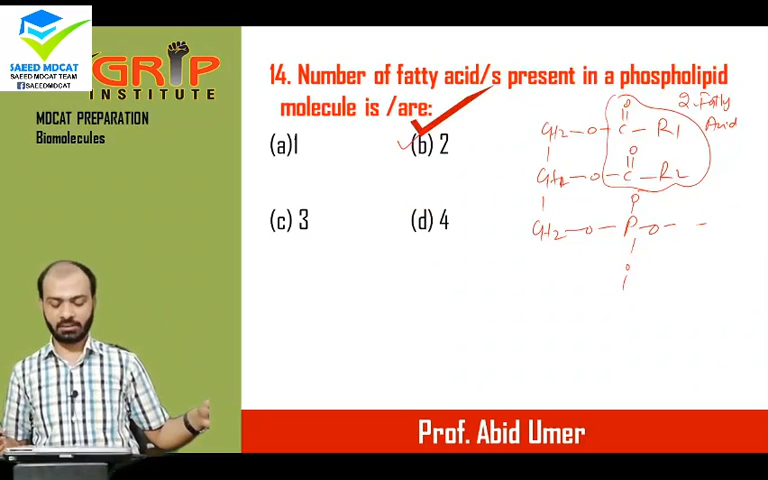 SAEED MDCAT
SAEED MDCAT TEAM
SAEEDMDCAT
GRIP
INSTITUTE
MDCAT PREPARATION
Biomolecules
14. Number of fatty acid/s present in a phospholipid
molecule is /are:
(a)1
(b) 2
(c) 3
(d) 4
2-Fatty
Acid
CH2-O-C-R1
O
O
CH-O-C-R2
O
CH2-O-P-O- --
O
Prof. Abid Umer